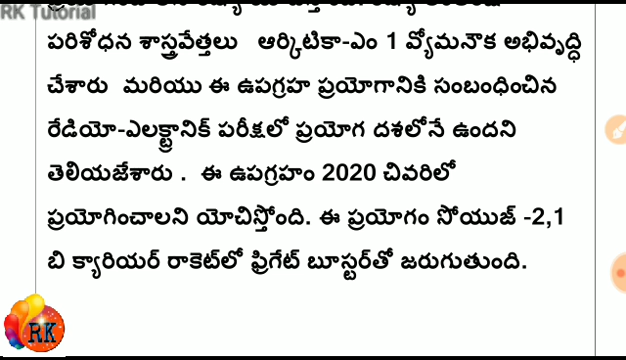 RK Tutorial
పరిశోధన శాస్త్రవేత్తలు ఆర్కిటికా-ఎం 1 వ్యోమనౌక అభివృద్ధి
చేశారు మరియు ఈ ఉపగ్రహ ప్రయోగానికి సంబంధించిన
రేడియో-ఎలక్ట్రానిక్ పరీక్షలో ప్రయోగ దశలోనే ఉందని
తెలియజేశారు . ఈ ఉపగ్రహం 2020 చివరిలో
ప్రయోగించాలని యోచిస్తోంది. ఈ ప్రయోగం సోయుజ్ -2,1
బి క్యారియర్ రాకెట్‌లో ఫ్రిగేట్ బూస్టర్‌తో జరుగుతుంది.
RK